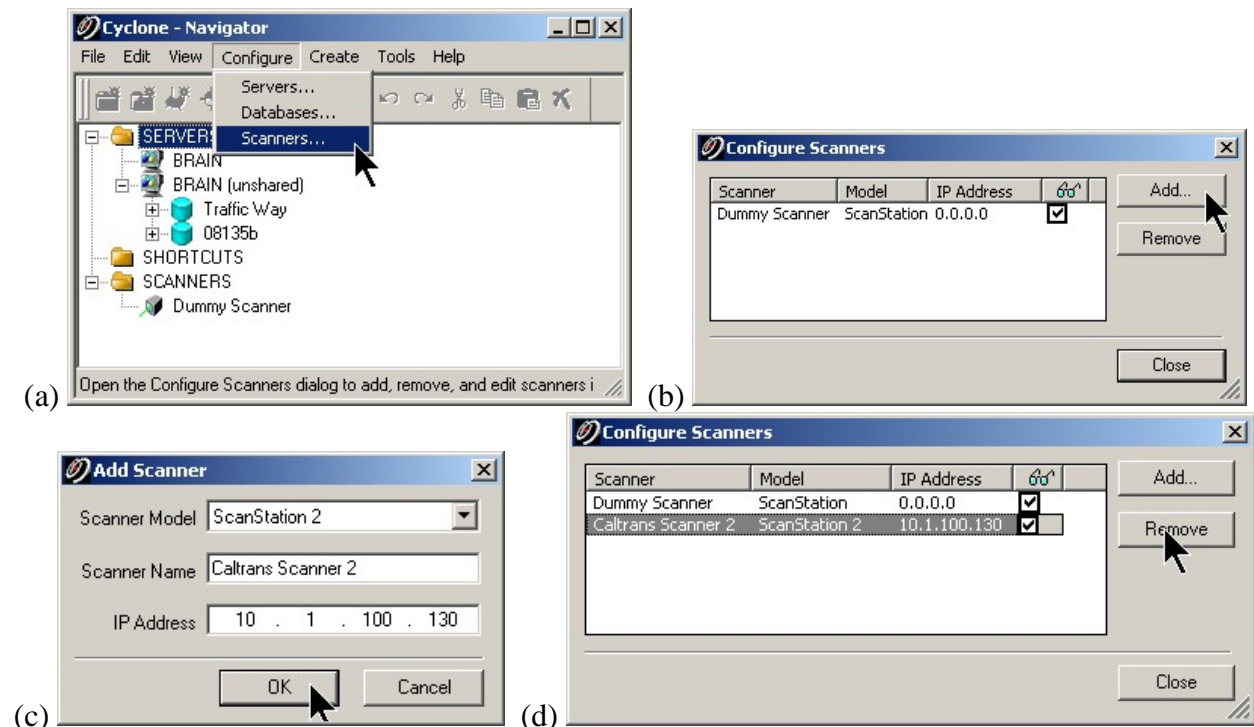 Cyclone - Navigator
File Edit View Configure Create Tools Help
Servers...
Databases...
Scanners...
SERVERS
BRAIN
BRAIN (unshared)
Traffic Way
08135b
SHORTCUTS
SCANNERS
Dummy Scanner
Open the Configure Scanners dialog to add, remove, and edit scanners i
(a)
Configure Scanners
Scanner Model IP Address
Dummy Scanner ScanStation 0.0.0.0
Add...
Remove
Close
(b)
Add Scanner
Scanner Model ScanStation 2
Scanner Name Caltrans Scanner 2
IP Address 10 . 1 . 100 . 130
OK Cancel
(c)
Configure Scanners
Scanner Model IP Address
Dummy Scanner ScanStation 0.0.0.0
Caltrans Scanner 2 ScanStation 2 10.1.100.130
Add...
Remove
Close
(d)